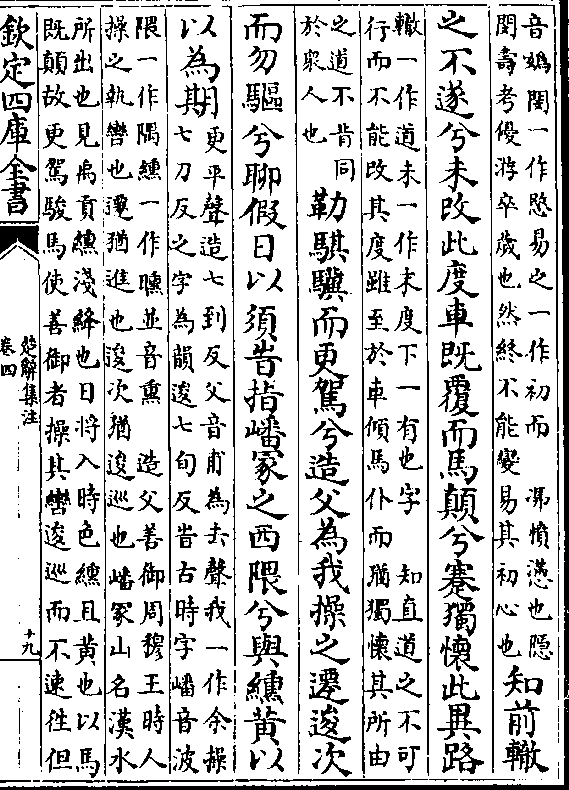 音嬀閔一作愍易之一作初而 馮憤懣也隱
閔壽考優游卒歲也然終不能變易其初心也
知前轍
之不遂兮未改此度車既覆而馬顛兮蹇獨懷此異路
轍一作道未一作末度下一有也字 知直道之不可
行而不能改其度雖至於車傾馬仆而猶獨懷其所由
之道不肯同
於衆人也
勒騏驥而更駕兮造父為我操之遷逡次
而勿驅兮聊假日以須旹指嶓冢之西隈兮與纁黄以
以為期
更平聲造七到反父音甫為去聲我一作余操
七刀反之字為韻逡七旬反旹古時字嶓音波
隈一作隅纁一作曛並音熏 造父善御周穆王時人
操之執轡也遷猶進也逡次猶逡巡也嶓冢山名漢水
所出也見禹貢纁淺絳也日將入時色纁且黄也以馬
既顛故更駕駿馬使善御者操其轡逡巡而不速徃但
欽定四庫全書
楚辭集注
卷四
十九